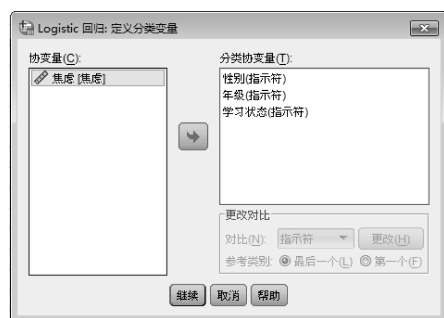 Logistic 回归: 定义分类变量
协变量(C):
焦虑 [焦虑]
分类协变量(T):
性别(指示符)
年级(指示符)
学习状态(指示符)
更改对比
对比(N): 指示符 更改(H)
参考类别: 最后一个(L) 第一个(F)
继续 取消 帮助